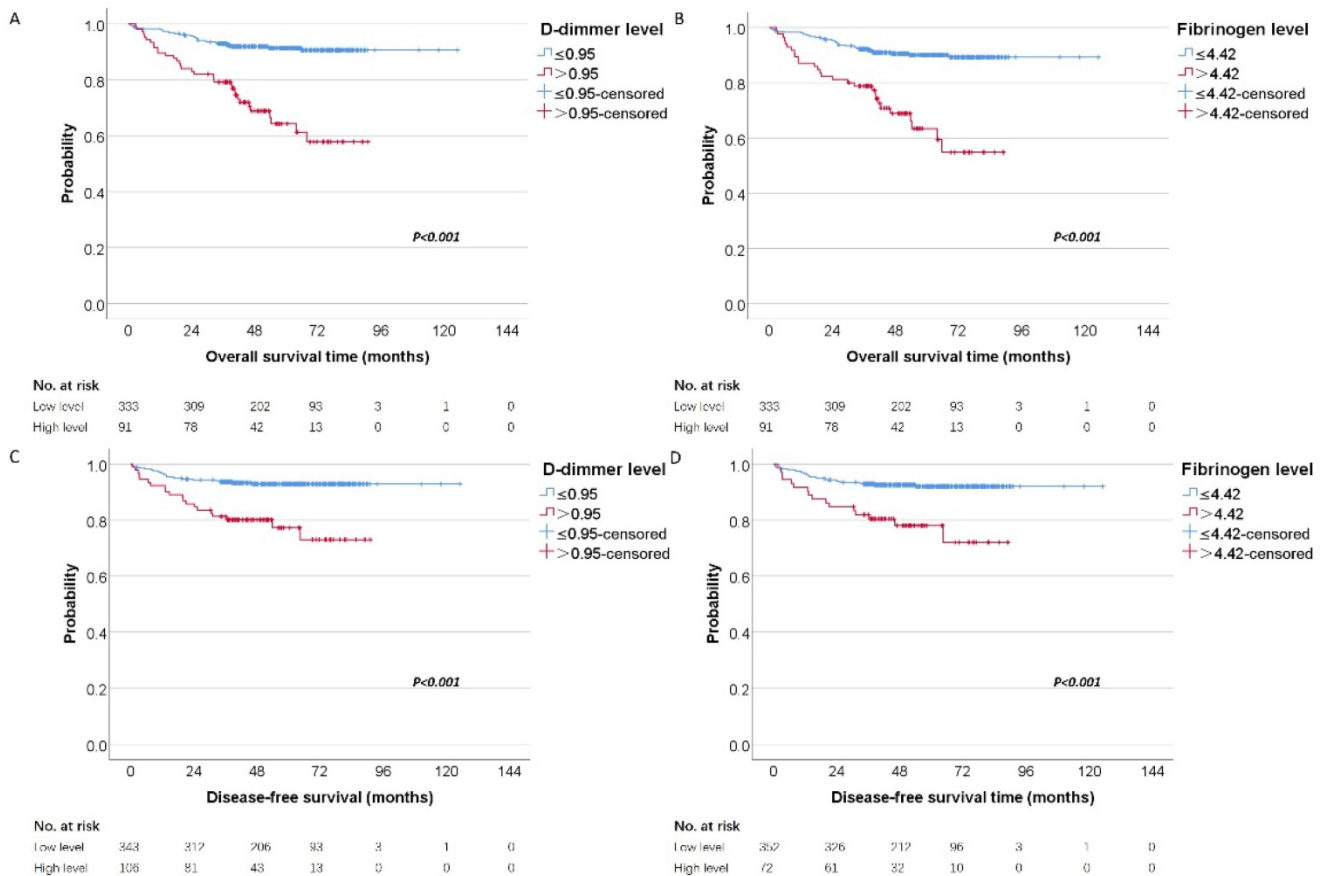 A
D-dimmer level
≤0.95
>0.95
≤0.95-censored
>0.95-censored
1.0
0.8
0.6
0.4
0.2
0.0
Probability
P<0.001
0 24 48 72 96 120 144
Overall survival time (months)
No. at risk
Low level 333 309 202 93 3 1 0
High level 91 78 42 13 0 0 0
B
Fibrinogen level
≤4.42
>4.42
≤4.42-censored
>4.42-censored
1.0
0.8
0.6
0.4
0.2
0.0
Probability
P<0.001
0 24 48 72 96 120 144
Overall survival time (months)
No. at risk
Low level 333 309 202 93 3 1 0
High level 91 78 42 13 0 0 0
C
D-dimmer level
≤0.95
>0.95
≤0.95-censored
>0.95-censored
1.0
0.8
0.6
0.4
0.2
0.0
Probability
P<0.001
0 24 48 72 96 120 144
Disease-free survival (months)
No. at risk
Low level 343 312 206 93 3 1 0
High level 106 81 43 13 0 0 0
D
Fibrinogen level
≤4.42
>4.42
≤4.42-censored
>4.42-censored
1.0
0.8
0.6
0.4
0.2
0.0
Probability
P<0.001
0 24 48 72 96 120 144
Disease-free survival time (months)
No. at risk
Low level 352 326 212 96 3 1 0
High level 72 61 32 10 0 0 0